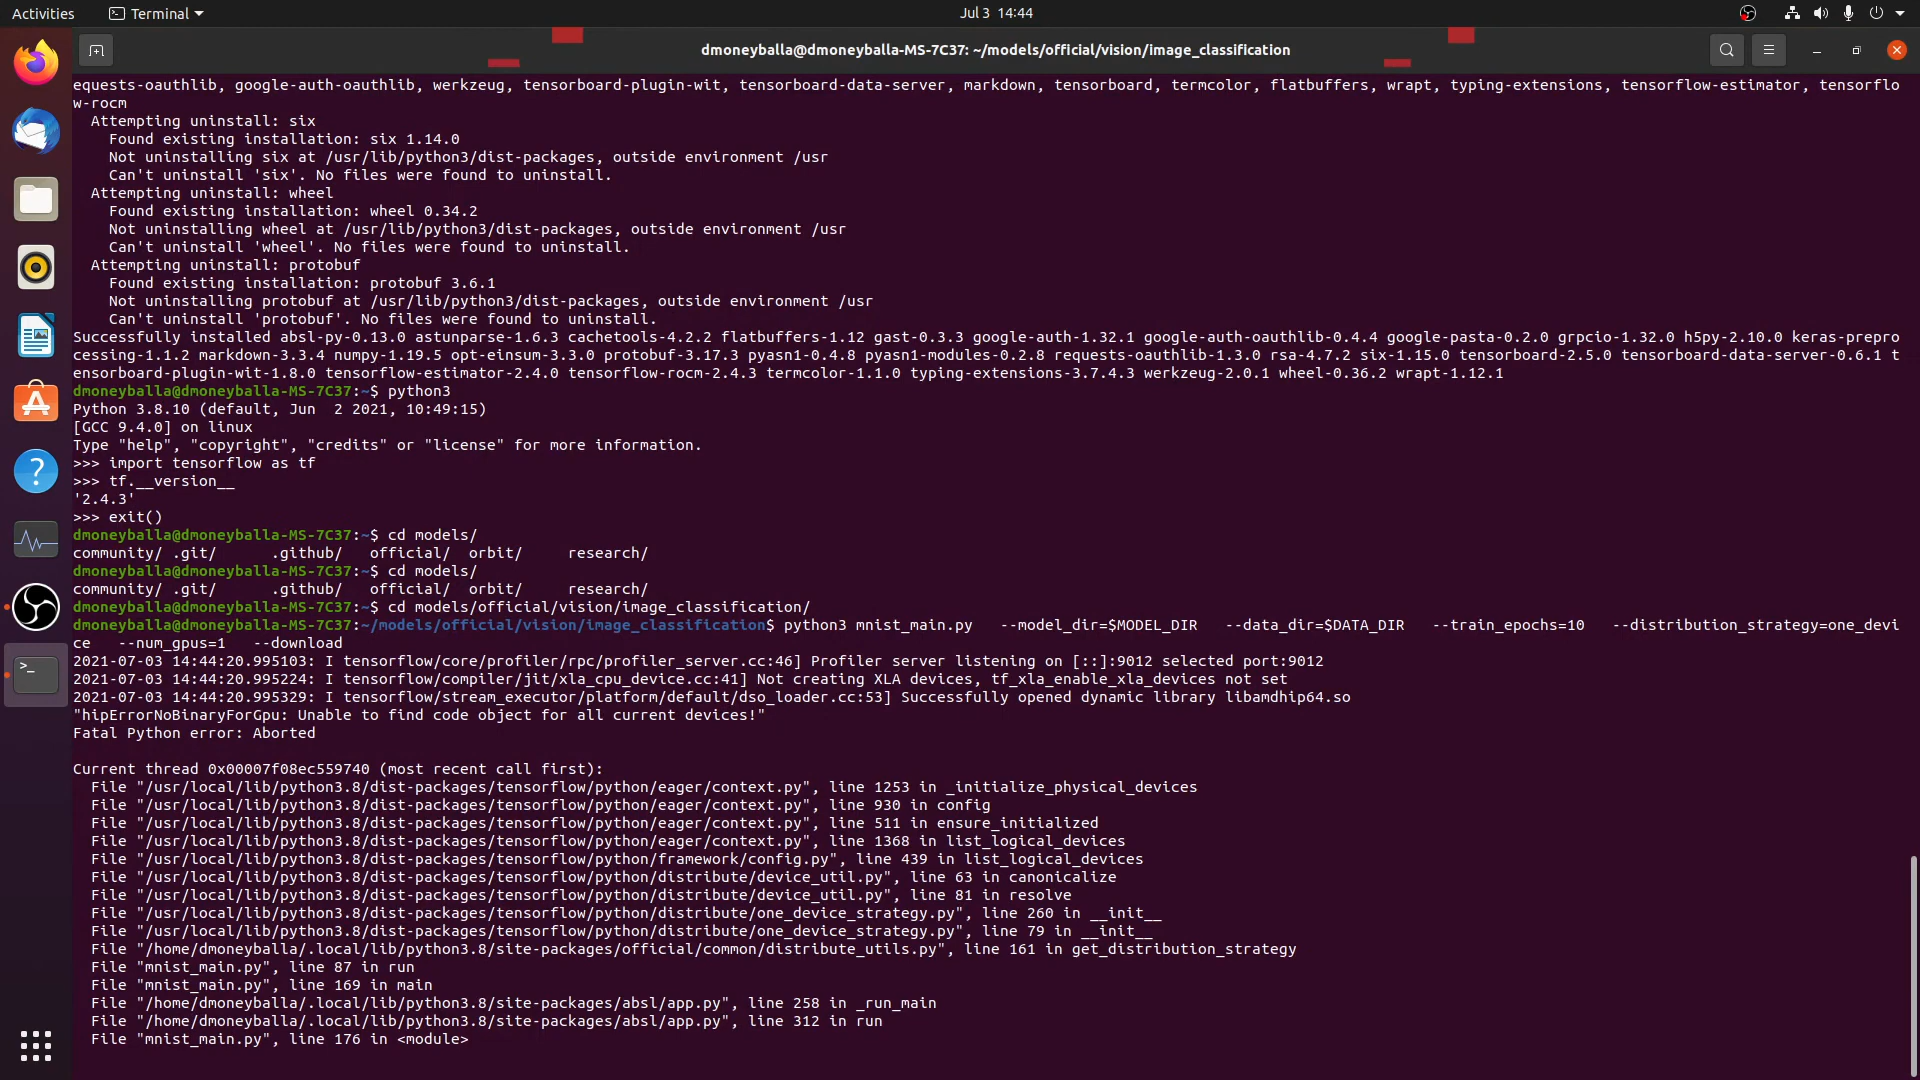 Activities
Terminal
Jul 3 14:44
dmoneyballa@dmoneyballa-MS-7C37: ~/models/official/vision/image_classification
equests-oauthlib, google-auth-oauthlib, werkzeug, tensorboard-plugin-wit, tensorboard-data-server, markdown, tensorboard, termcolor, flatbuffers, wrapt, typing-extensions, tensorflow-estimator, tensorflo
w-rocm
  Attempting uninstall: six
    Found existing installation: six 1.14.0
    Not uninstalling six at /usr/lib/python3/dist-packages, outside environment /usr
    Can't uninstall 'six'. No files were found to uninstall.
  Attempting uninstall: wheel
    Found existing installation: wheel 0.34.2
    Not uninstalling wheel at /usr/lib/python3/dist-packages, outside environment /usr
    Can't uninstall 'wheel'. No files were found to uninstall.
  Attempting uninstall: protobuf
    Found existing installation: protobuf 3.6.1
    Not uninstalling protobuf at /usr/lib/python3/dist-packages, outside environment /usr
    Can't uninstall 'protobuf'. No files were found to uninstall.
Successfully installed absl-py-0.13.0 astunparse-1.6.3 cachetools-4.2.2 flatbuffers-1.12 gast-0.3.3 google-auth-1.32.1 google-auth-oauthlib-0.4.4 google-pasta-0.2.0 grpcio-1.32.0 h5py-2.10.0 keras-prepro
cessing-1.1.2 markdown-3.3.4 numpy-1.19.5 opt-einsum-3.3.0 protobuf-3.17.3 pyasn1-0.4.8 pyasn1-modules-0.2.8 requests-oauthlib-1.3.0 rsa-4.7.2 six-1.15.0 tensorboard-2.5.0 tensorboard-data-server-0.6.1 t
ensorboard-plugin-wit-1.8.0 tensorflow-estimator-2.4.0 tensorflow-rocm-2.4.3 termcolor-1.1.0 typing-extensions-3.7.4.3 werkzeug-2.0.1 wheel-0.36.2 wrapt-1.12.1
dmoneyballa@dmoneyballa-MS-7C37:~$ python3
Python 3.8.10 (default, Jun  2 2021, 10:49:15)
[GCC 9.4.0] on linux
Type "help", "copyright", "credits" or "license" for more information.
>>> import tensorflow as tf
>>> tf.__version__
'2.4.3'
>>> exit()
dmoneyballa@dmoneyballa-MS-7C37:~$ cd models/
community/ .git/      .github/   official/  orbit/     research/
dmoneyballa@dmoneyballa-MS-7C37:~$ cd models/
community/ .git/      .github/   official/  orbit/     research/
dmoneyballa@dmoneyballa-MS-7C37:~$ cd models/official/vision/image_classification/
dmoneyballa@dmoneyballa-MS-7C37:~/models/official/vision/image_classification$ python3 mnist_main.py   --model_dir=$MODEL_DIR   --data_dir=$DATA_DIR   --train_epochs=10   --distribution_strategy=one_devi
ce   --num_gpus=1   --download
2021-07-03 14:44:20.995103: I tensorflow/core/profiler/rpc/profiler_server.cc:46] Profiler server listening on [::]:9012 selected port:9012
2021-07-03 14:44:20.995224: I tensorflow/compiler/jit/xla_cpu_device.cc:41] Not creating XLA devices, tf_xla_enable_xla_devices not set
2021-07-03 14:44:20.995329: I tensorflow/stream_executor/platform/default/dso_loader.cc:53] Successfully opened dynamic library libamdhip64.so
"hipErrorNoBinaryForGpu: Unable to find code object for all current devices!"
Fatal Python error: Aborted
Current thread 0x00007f08ec559740 (most recent call first):
  File "/usr/local/lib/python3.8/dist-packages/tensorflow/python/eager/context.py", line 1253 in _initialize_physical_devices
  File "/usr/local/lib/python3.8/dist-packages/tensorflow/python/eager/context.py", line 930 in config
  File "/usr/local/lib/python3.8/dist-packages/tensorflow/python/eager/context.py", line 511 in ensure_initialized
  File "/usr/local/lib/python3.8/dist-packages/tensorflow/python/eager/context.py", line 1368 in list_logical_devices
  File "/usr/local/lib/python3.8/dist-packages/tensorflow/python/framework/config.py", line 439 in list_logical_devices
  File "/usr/local/lib/python3.8/dist-packages/tensorflow/python/distribute/device_util.py", line 63 in canonicalize
  File "/usr/local/lib/python3.8/dist-packages/tensorflow/python/distribute/device_util.py", line 81 in resolve
  File "/usr/local/lib/python3.8/dist-packages/tensorflow/python/distribute/one_device_strategy.py", line 260 in __init__
  File "/usr/local/lib/python3.8/dist-packages/tensorflow/python/distribute/one_device_strategy.py", line 79 in __init__
  File "/home/dmoneyballa/.local/lib/python3.8/site-packages/official/common/distribute_utils.py", line 161 in get_distribution_strategy
  File "mnist_main.py", line 87 in run
  File "mnist_main.py", line 169 in main
  File "/home/dmoneyballa/.local/lib/python3.8/site-packages/absl/app.py", line 258 in _run_main
  File "/home/dmoneyballa/.local/lib/python3.8/site-packages/absl/app.py", line 312 in run
  File "mnist_main.py", line 176 in <module>